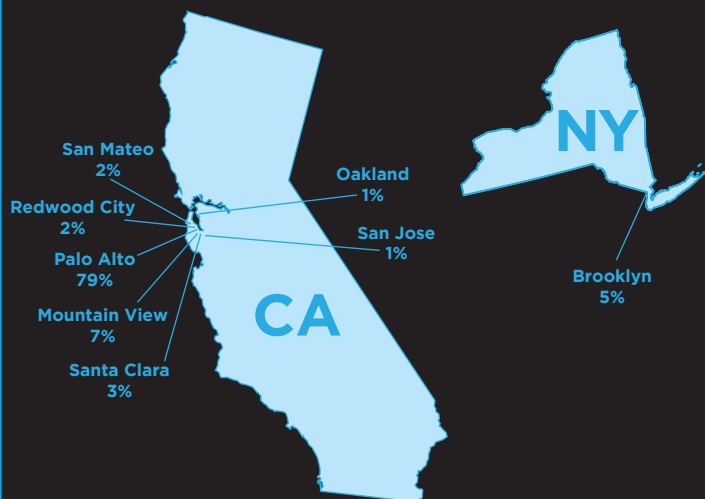 NY
San Mateo
2%
Oakland
1%
Redwood City
2%
San Jose
1%
Palo Alto
79%
Brooklyn
5%
Mountain View
7%
CA
Santa Clara
3%